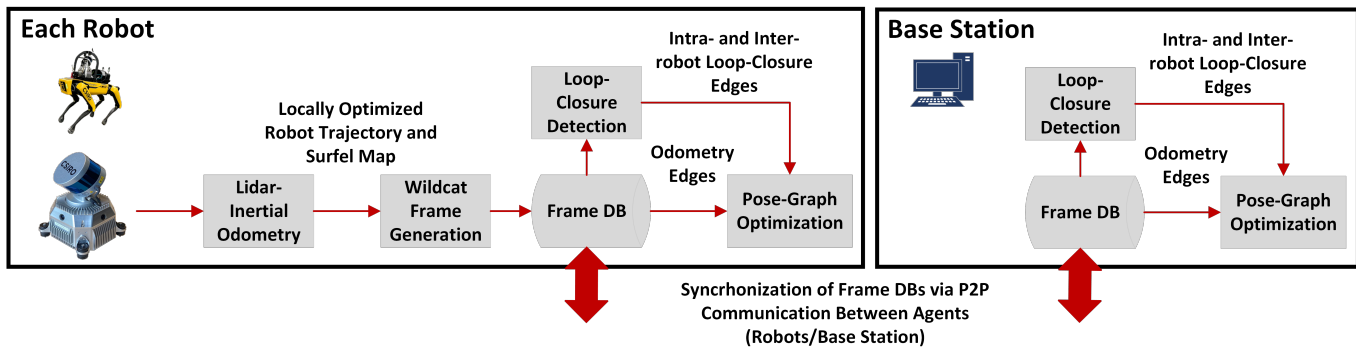 Each Robot
CSIRO
Locally Optimized
Robot Trajectory and
Surfel Map
Lidar-
Inertial
Odometry
Wildcat
Frame
Generation
Frame DB
Loop-
Closure
Detection
Intra- and Inter-
robot Loop-Closure
Edges
Odometry
Edges
Pose-Graph
Optimization
Base Station
Frame DB
Loop-
Closure
Detection
Intra- and Inter-
robot Loop-Closure
Edges
Odometry
Edges
Pose-Graph
Optimization
Syncrhonization of Frame DBs via P2P
Communication Between Agents
(Robots/Base Station)